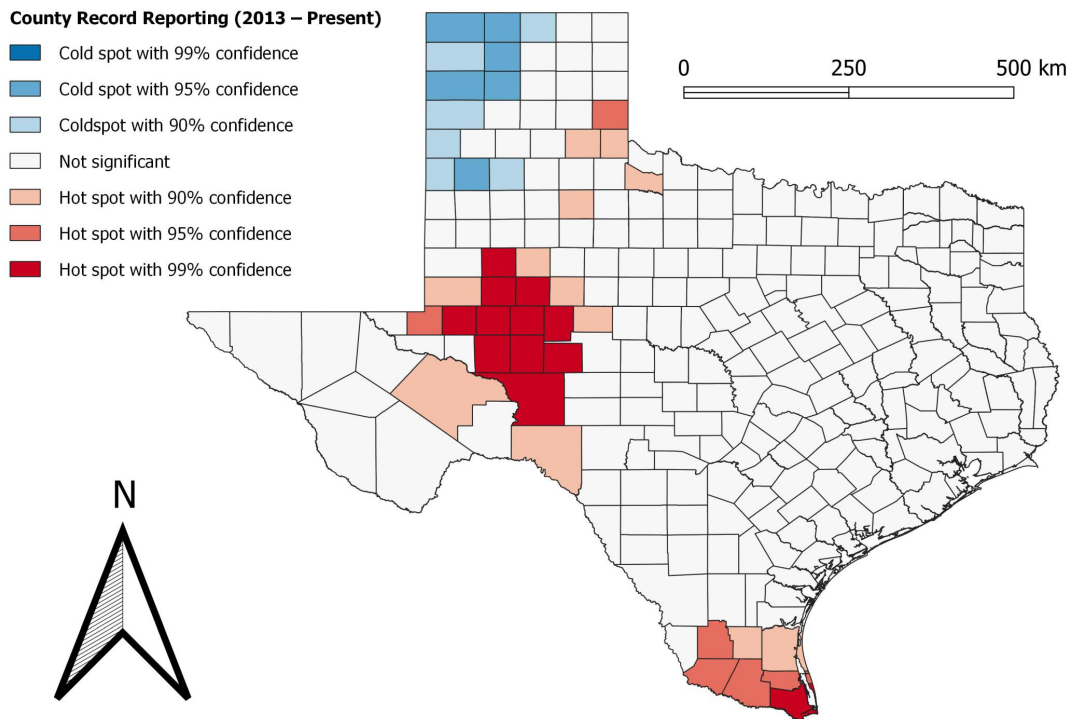 County Record Reporting (2013 – Present)
Cold spot with 99% confidence
Cold spot with 95% confidence
Coldspot with 90% confidence
Not significant
Hot spot with 90% confidence
Hot spot with 95% confidence
Hot spot with 99% confidence
0 250 500 km
N